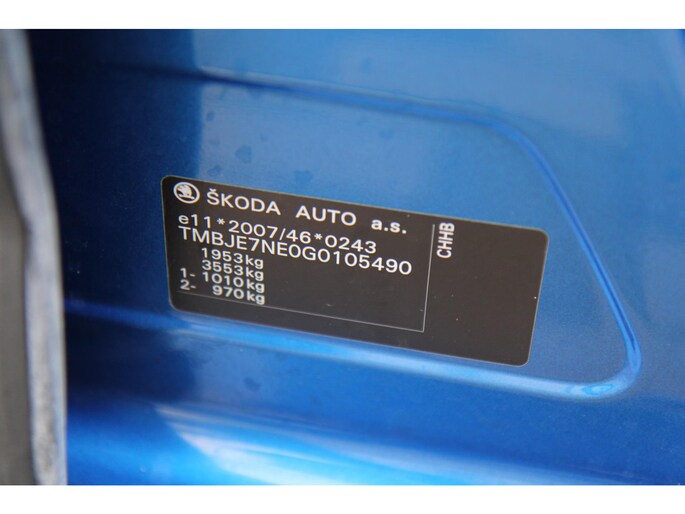 ŠKODA AUTO a.s.
e11*2007/46*0243
TMBJE7NE0G0105490
1953kg
3553kg
1- 1010kg
2- 970kg
CHHB